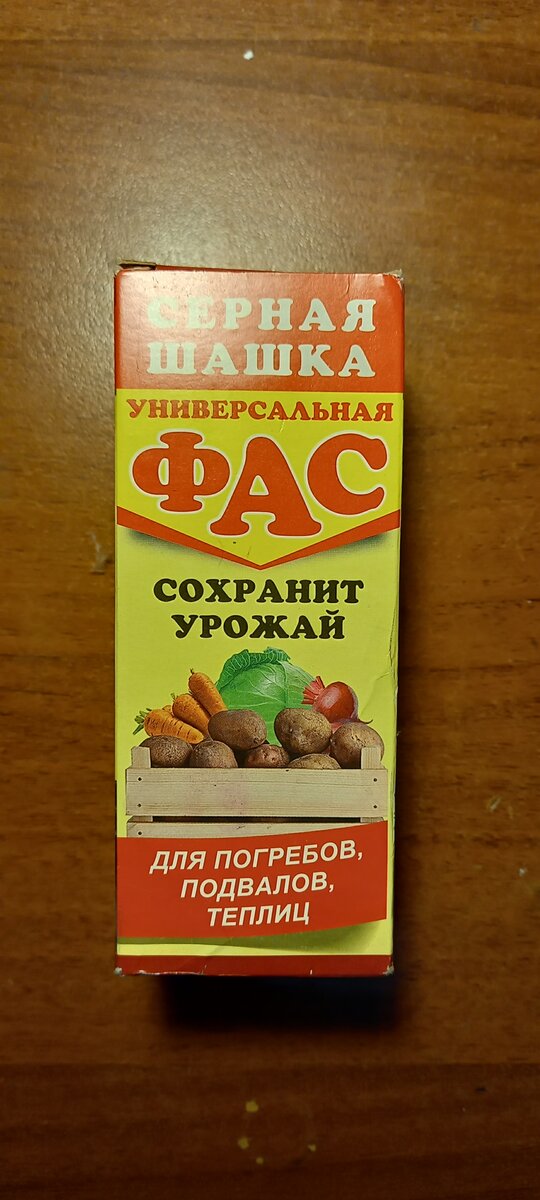 СЕРНАЯ
ШАШКА
УНИВЕРСАЛЬНАЯ
ФАС
СОХРАНИТ
УРОЖАЙ
ДЛЯ ПОГРЕБОВ,
ПОДВАЛОВ,
ТЕПЛИЦ